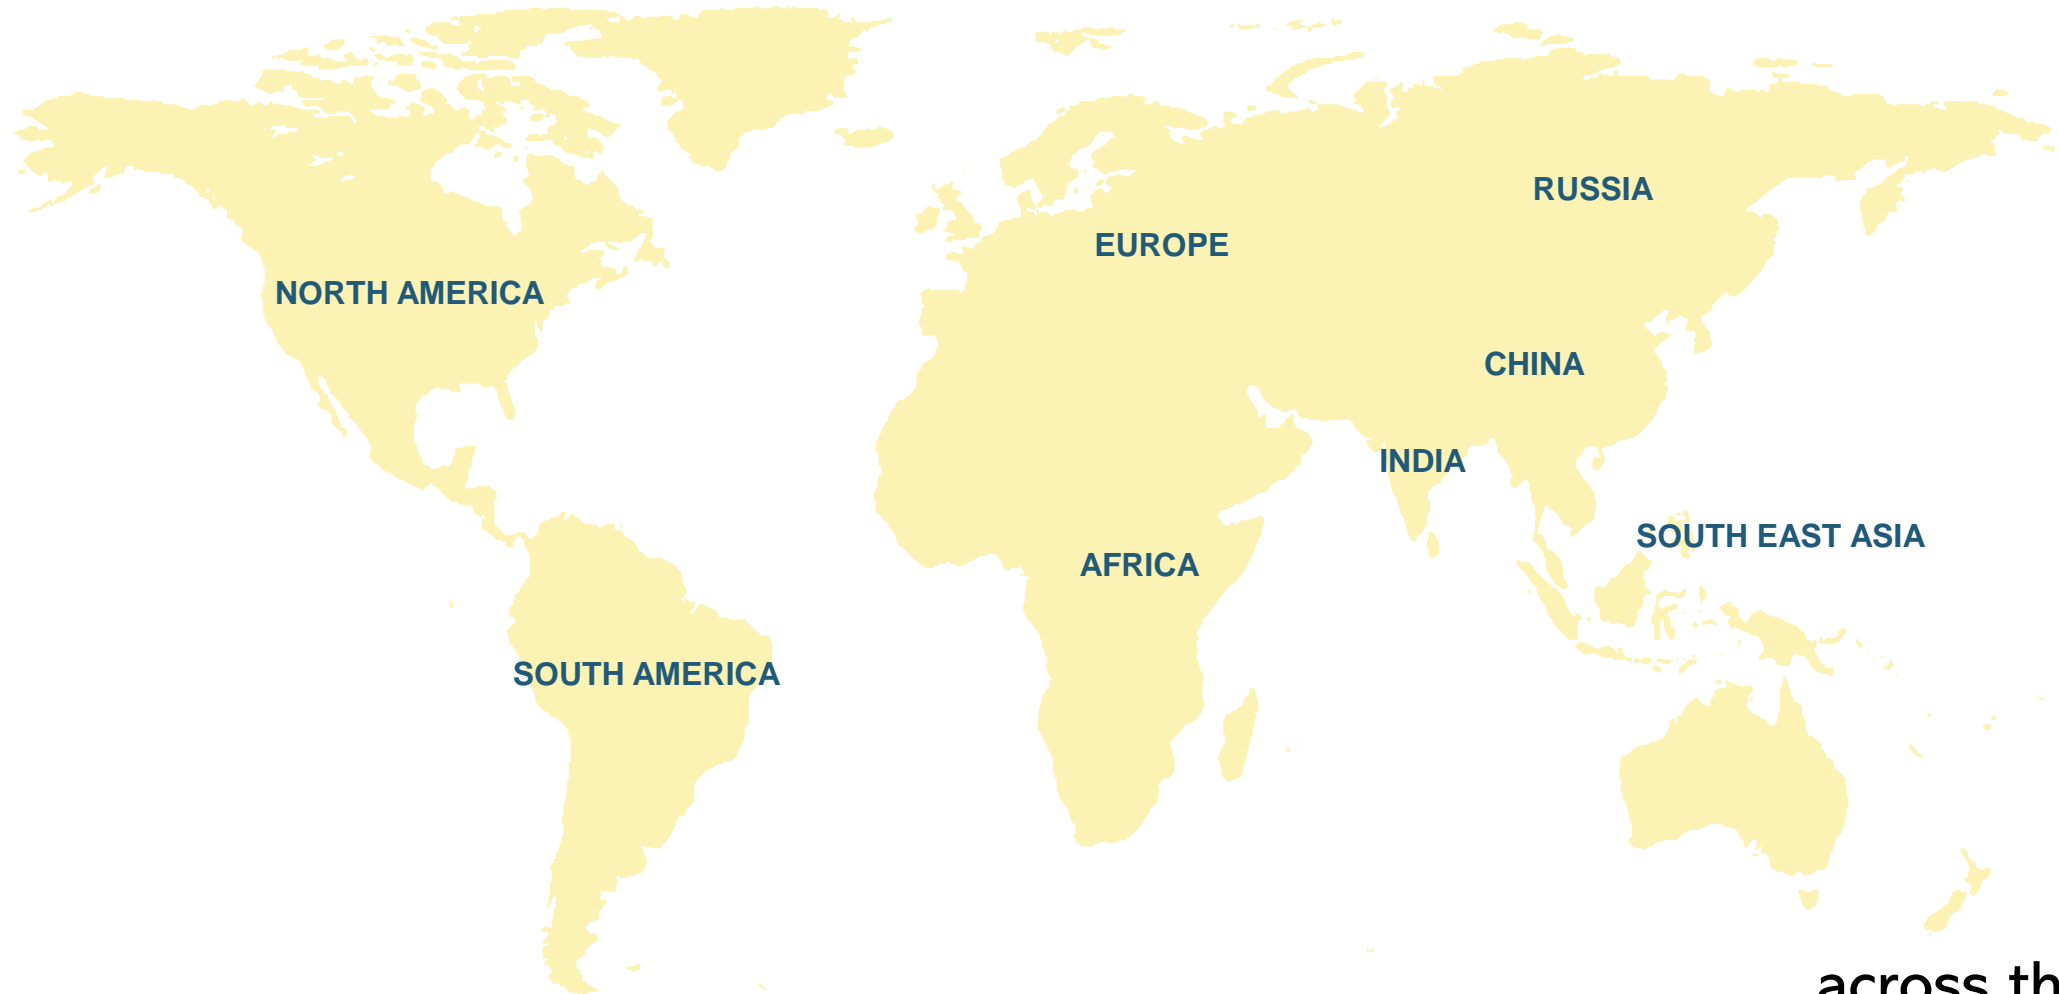 RUSSIA
EUROPE
NORTH AMERICA
CHINA
INDIA
SOUTH EAST ASIA
AFRICA
SOUTH AMERICA
across th